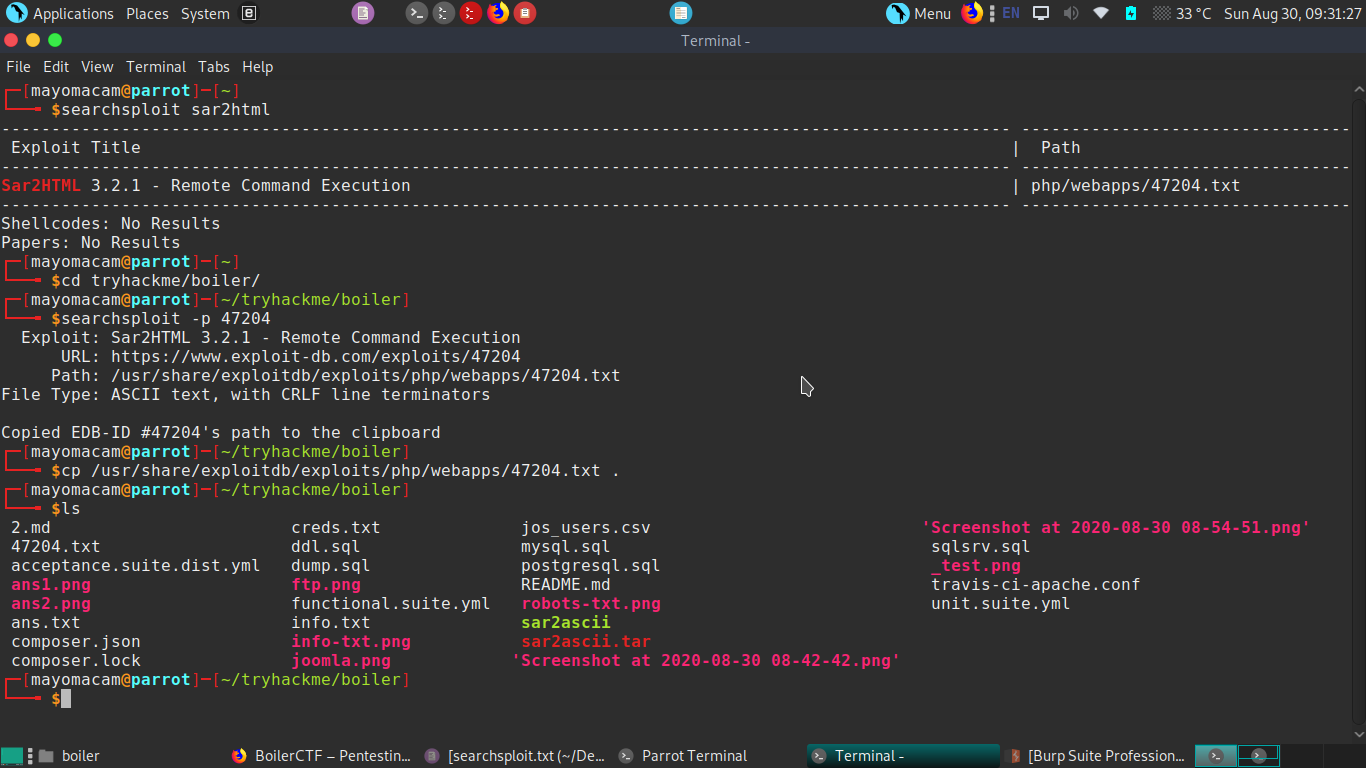 Applications Places System
Menu EN 33 °C Sun Aug 30, 09:31:27
Terminal -
File Edit View Terminal Tabs Help
┌─[mayomacam@parrot]─[~]
└──╼ $searchsploit sar2html
Exploit Title | Path
Sar2HTML 3.2.1 - Remote Command Execution | php/webapps/47204.txt
Shellcodes: No Results
Papers: No Results
┌─[mayomacam@parrot]─[~]
└──╼ $cd tryhackme/boiler/
┌─[mayomacam@parrot]─[~/tryhackme/boiler]
└──╼ $searchsploit -p 47204
Exploit: Sar2HTML 3.2.1 - Remote Command Execution
URL: https://www.exploit-db.com/exploits/47204
Path: /usr/share/exploitdb/exploits/php/webapps/47204.txt
File Type: ASCII text, with CRLF line terminators
Copied EDB-ID #47204's path to the clipboard
┌─[mayomacam@parrot]─[~/tryhackme/boiler]
└──╼ $cp /usr/share/exploitdb/exploits/php/webapps/47204.txt .
┌─[mayomacam@parrot]─[~/tryhackme/boiler]
└──╼ $ls
2.md creds.txt jos_users.csv 'Screenshot at 2020-08-30 08-54-51.png'
47204.txt ddl.sql mysql.sql sqlsrv.sql
acceptance.suite.dist.yml dump.sql postgresql.sql _test.png
ans1.png ftp.png README.md travis-ci-apache.conf
ans2.png functional.suite.yml robots-txt.png unit.suite.yml
ans.txt info.txt sar2ascii
composer.json info-txt.png sar2ascii.tar
composer.lock joomla.png 'Screenshot at 2020-08-30 08-42-42.png'
┌─[mayomacam@parrot]─[~/tryhackme/boiler]
└──╼ $
boiler BoilerCTF – Pentestin... [searchsploit.txt (~/De... Parrot Terminal Terminal - [Burp Suite Profession...